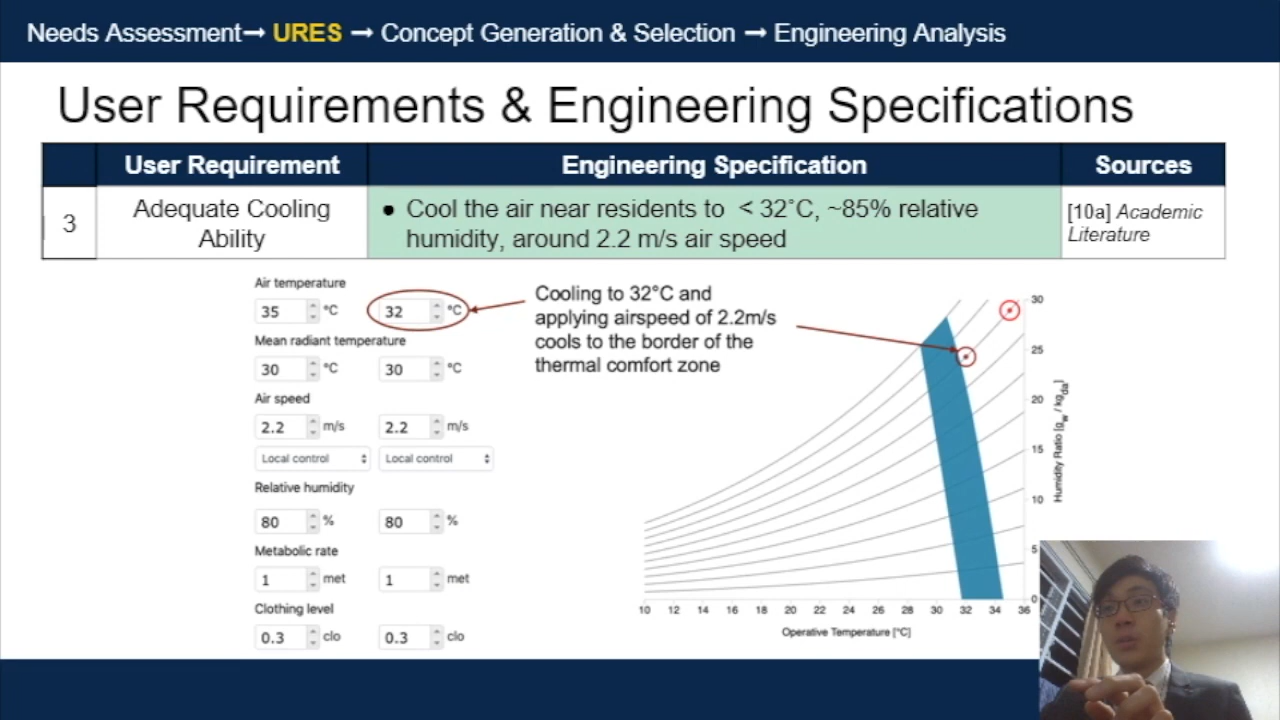 Needs Assessment→ URES → Concept Generation & Selection → Engineering Analysis
User Requirements & Engineering Specifications
User Requirement Engineering Specification Sources
3 Adequate Cooling Ability
● Cool the air near residents to < 32˚C, ~85% relative
humidity, around 2.2 m/s air speed
[10a] Academic
Literature
Air temperature
35 °C 32 °C
Mean radiant temperature
30 °C 30 °C
Air speed
2.2 m/s 2.2 m/s
Local control Local control
Relative humidity
80 % 80 %
Metabolic rate
1 met 1 met
Clothing level
0.3 clo 0.3 clo
Cooling to 32°C and
applying airspeed of 2.2m/s
cools to the border of the
thermal comfort zone
30
25
20
15
10
5
0
Humidity Ratio [g_w / kg_da]
10 12 14 16 18 20 22 24 26 28 30 32 34 36
Operative Temperature [°C]